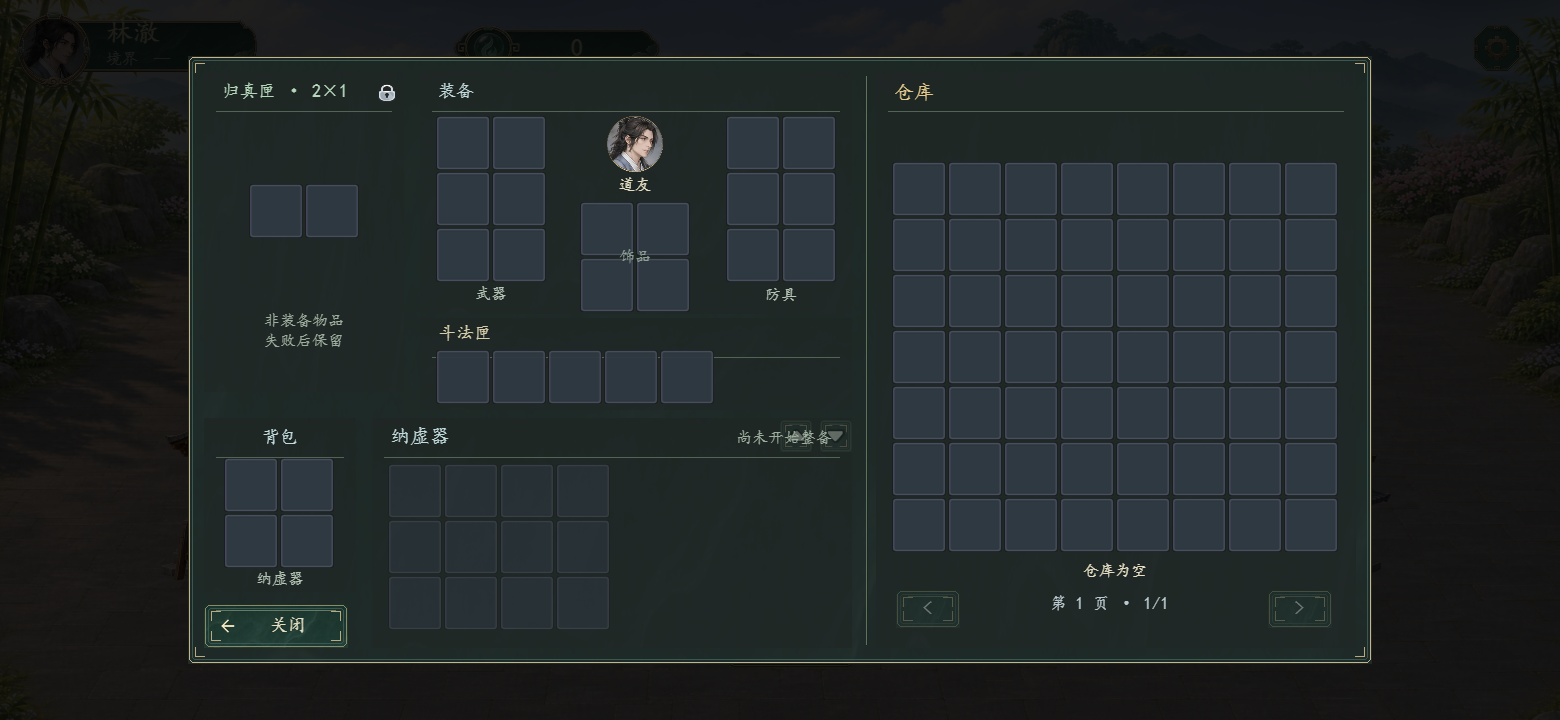 林澈
境界 一
0
归真匣 • 2×1
装备
仓库
道友
饰品
武器
防具
非装备物品
失败后保留
斗法匣
背包
纳虚器
尚未开始整备
纳虚器
仓库为空
第 1 页 • 1/1
关闭